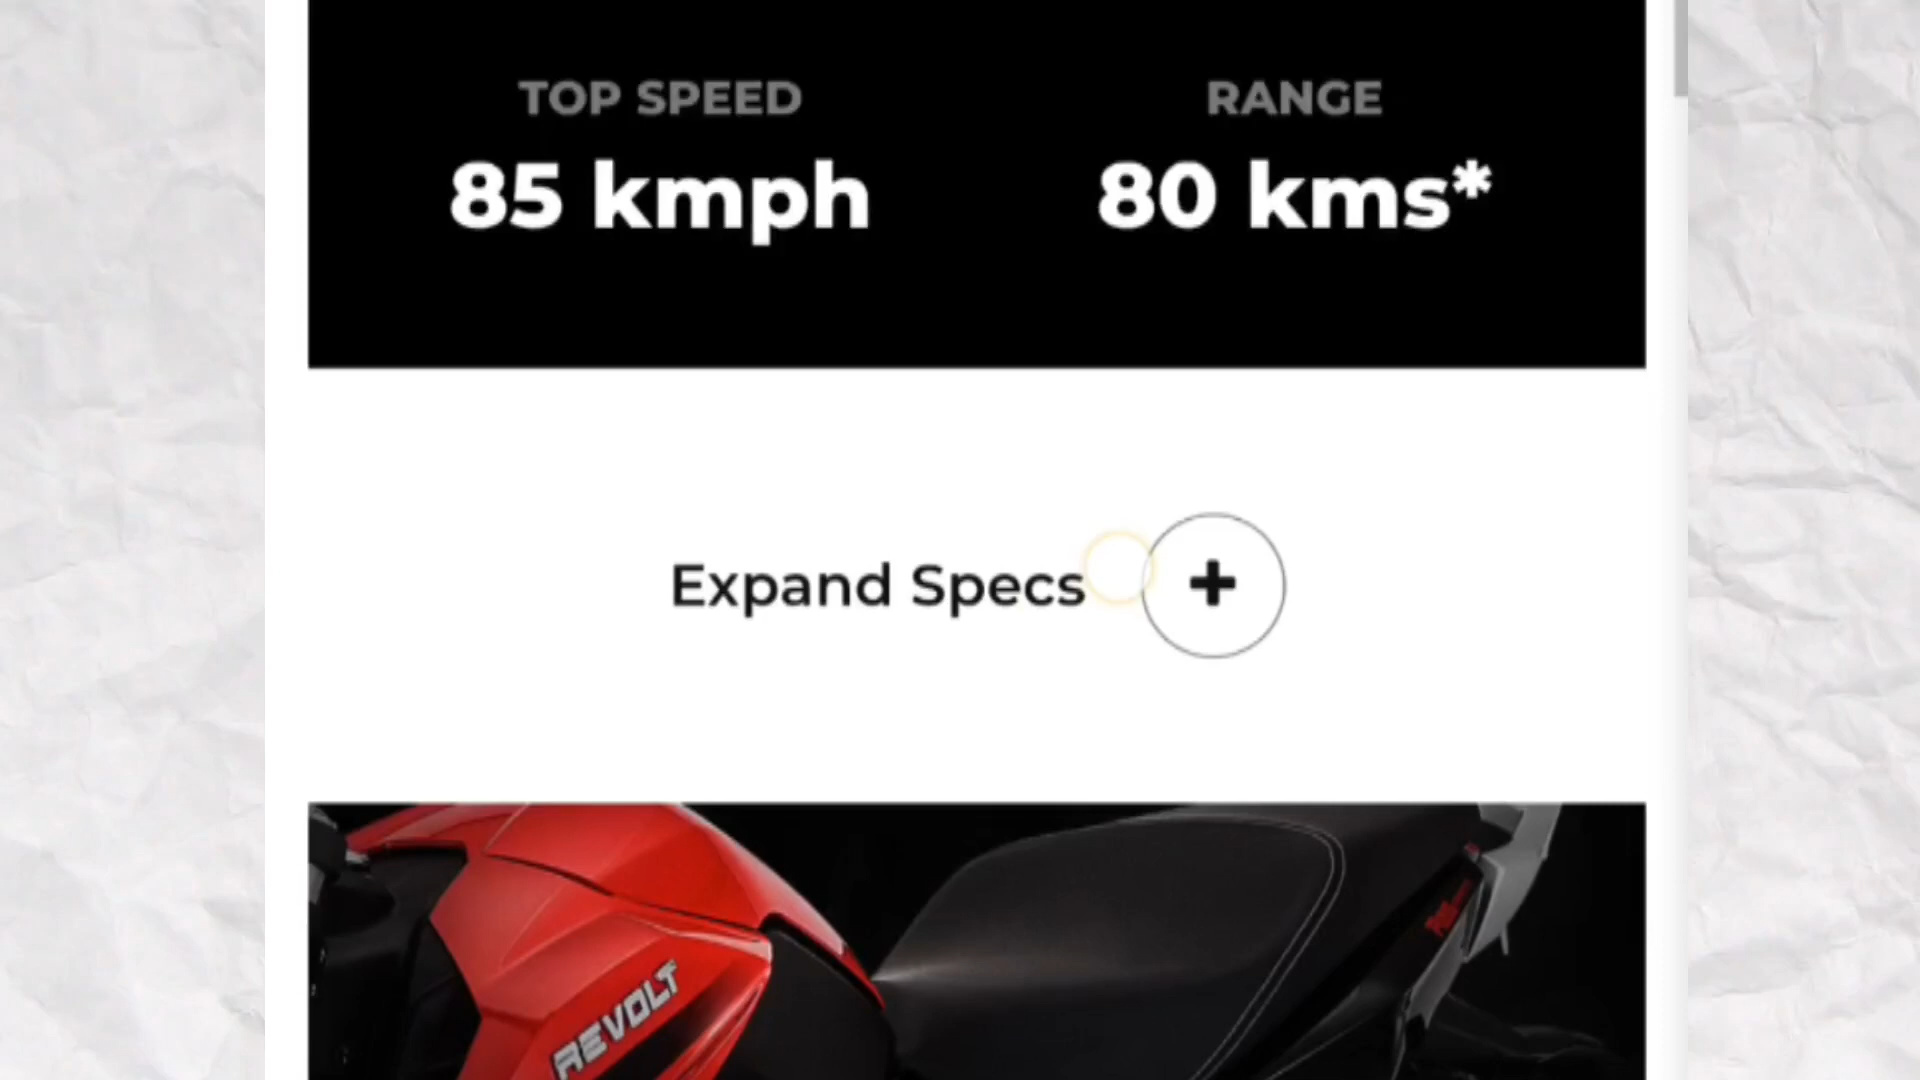 TOP SPEED
85 kmph
RANGE
80 kms*
Expand Specs
REVOLT